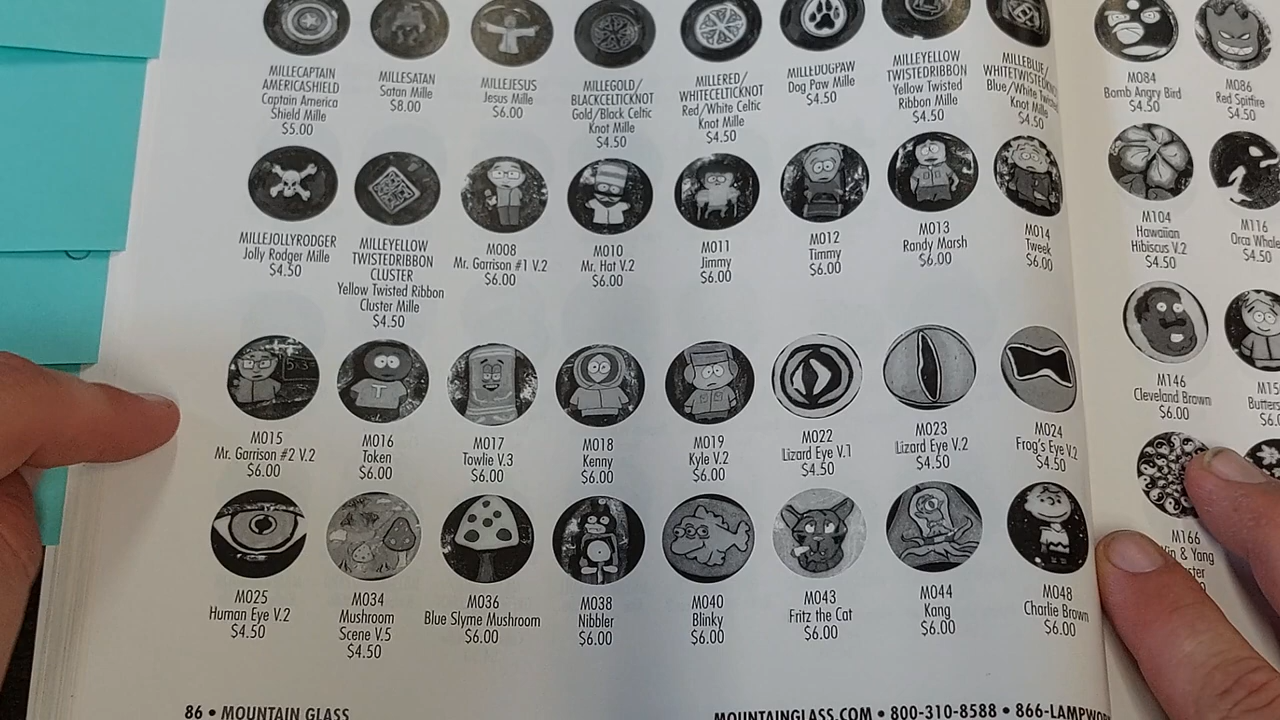 MILLECAPTAIN
AMERICASHIELD
Captain America
Shield Mille
$5.00
MILLESATAN
Satan Mille
$8.00
MILLEJESUS
Jesus Mille
$6.00
MILLEGOLD/
BLACKCELTICKNOT
Gold/Black Celtic
Knot Mille
$4.50
MILLERED/
WHITECELTICKNOT
Red/White Celtic
Knot Mille
$4.50
MILLEDOGPAW
Dog Paw Mille
$4.50
MILLEYELLOW
TWISTEDRIBBON
Yellow Twisted
Ribbon Mille
$4.50
MILLEBLUE/
WHITETWISTEDKNOT
Blue/White Twisted
Knot Mille
$4.50
M084
Bomb Angry Bird
$4.50
M086
Red Spitfire
$4.50
MILLEJOLLYRODGER
Jolly Rodger Mille
$4.50
MILLEYELLOW
TWISTEDRIBBON
CLUSTER
Yellow Twisted Ribbon
Cluster Mille
$4.50
M008
Mr. Garrison #1 V.2
$6.00
M010
Mr. Hat V.2
$6.00
M011
Jimmy
$6.00
M012
Timmy
$6.00
M013
Randy Marsh
$6.00
M014
Tweek
$6.00
M104
Hawaiian
Hibiscus V.2
$4.50
M116
Orca Whale
$4.50
5x3
M015
Mr. Garrison #2 V.2
$6.00
T
M016
Token
$6.00
M017
Towlie V.3
$6.00
M018
Kenny
$6.00
M019
Kyle V.2
$6.00
M022
Lizard Eye V.1
$4.50
M023
Lizard Eye V.2
$4.50
M024
Frog's Eye V.2
$4.50
M146
Cleveland Brown
$6.00
M025
Human Eye V.2
$4.50
M034
Mushroom
Scene V.5
$4.50
M036
Blue Slyme Mushroom
$6.00
M038
Nibbler
$6.00
M040
Blinky
$6.00
M043
Fritz the Cat
$6.00
M044
Kang
$6.00
M048
Charlie Brown
$6.00
M166
Yin & Yang
86 • MOUNTAIN GLASS
MOUNTAINGLASS.COM • 800-310-8588 • 866-LAMPWOR